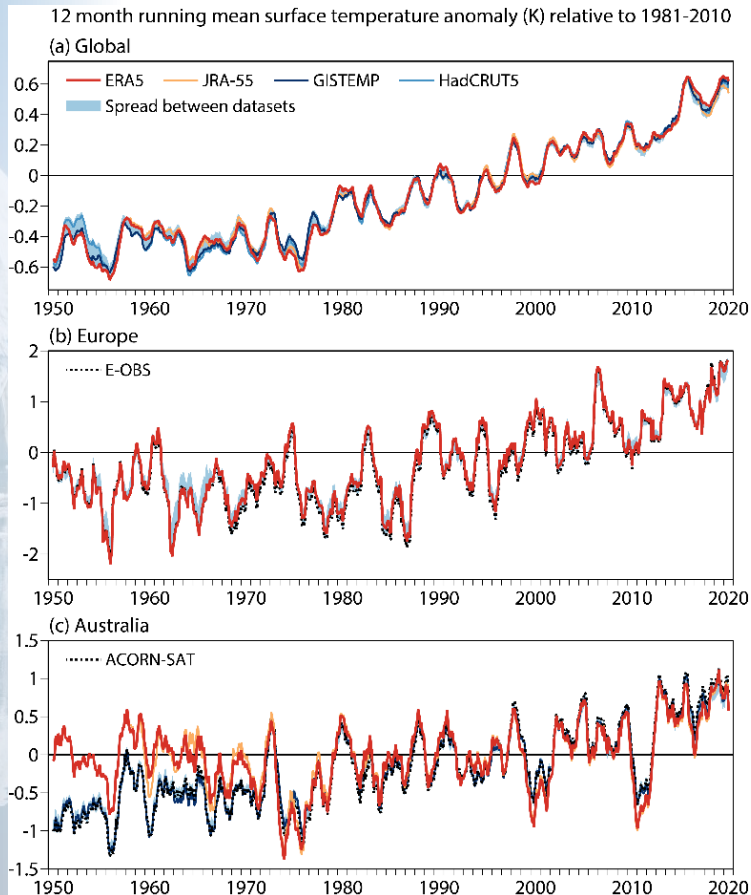 12 month running mean surface temperature anomaly (K) relative to 1981-2010
(a) Global
ERA5 JRA-55 GISTEMP HadCRUT5
Spread between datasets
0.6
0.4
0.2
0
-0.2
-0.4
-0.6
1950 1960 1970 1980 1990 2000 2010 2020
(b) Europe
E-OBS
2
1
0
-1
-2
1950 1960 1970 1980 1990 2000 2010 2020
(c) Australia
ACORN-SAT
1.5
1
0.5
0
-0.5
-1
-1.5
1950 1960 1970 1980 1990 2000 2010 2020